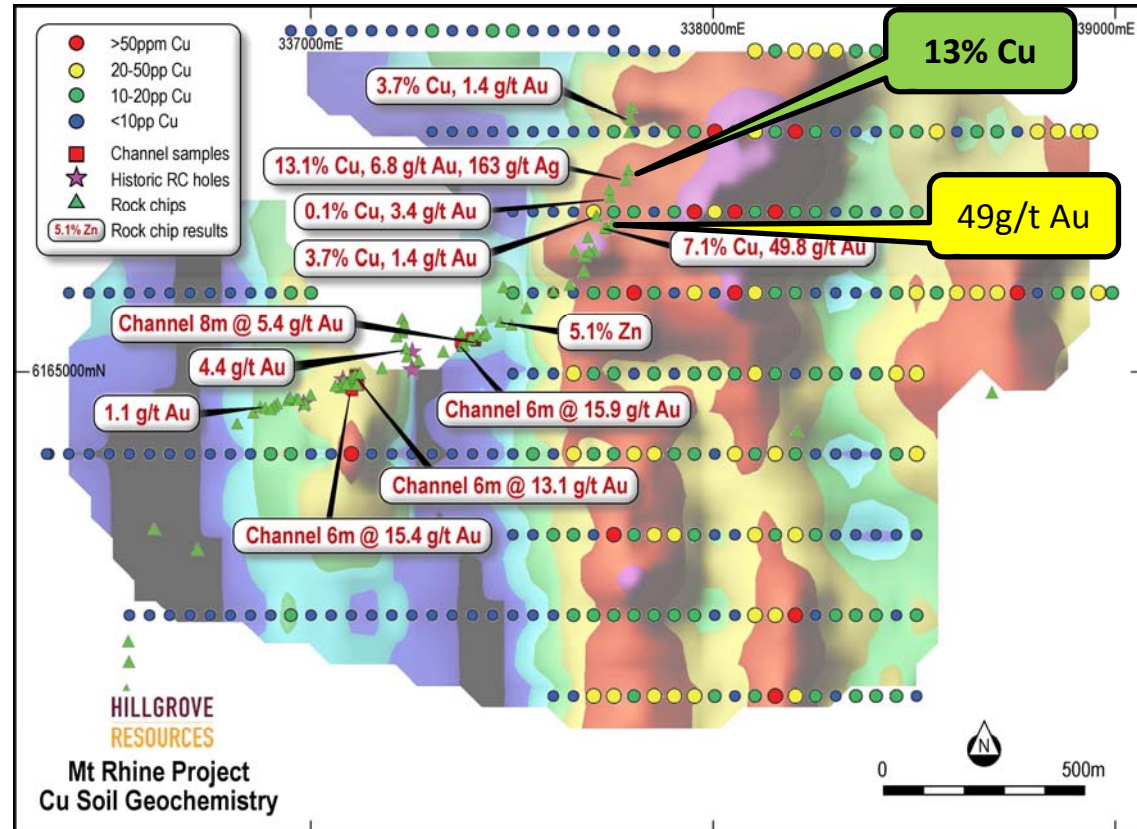 337000mE
338000mE
39000mE
>50ppm Cu
20-50pp Cu
10-20pp Cu
<10pp Cu
Channel samples
Historic RC holes
Rock chips
5.1% Zn Rock chip results
13% Cu
3.7% Cu, 1.4 g/t Au
13.1% Cu, 6.8 g/t Au, 163 g/t Ag
0.1% Cu, 3.4 g/t Au
49g/t Au
3.7% Cu, 1.4 g/t Au
7.1% Cu, 49.8 g/t Au
Channel 8m @ 5.4 g/t Au
5.1% Zn
4.4 g/t Au
6165000mN
1.1 g/t Au
Channel 6m @ 15.9 g/t Au
Channel 6m @ 13.1 g/t Au
Channel 6m @ 15.4 g/t Au
HILLGROVE
RESOURCES
Mt Rhine Project
Cu Soil Geochemistry
N
0 500m